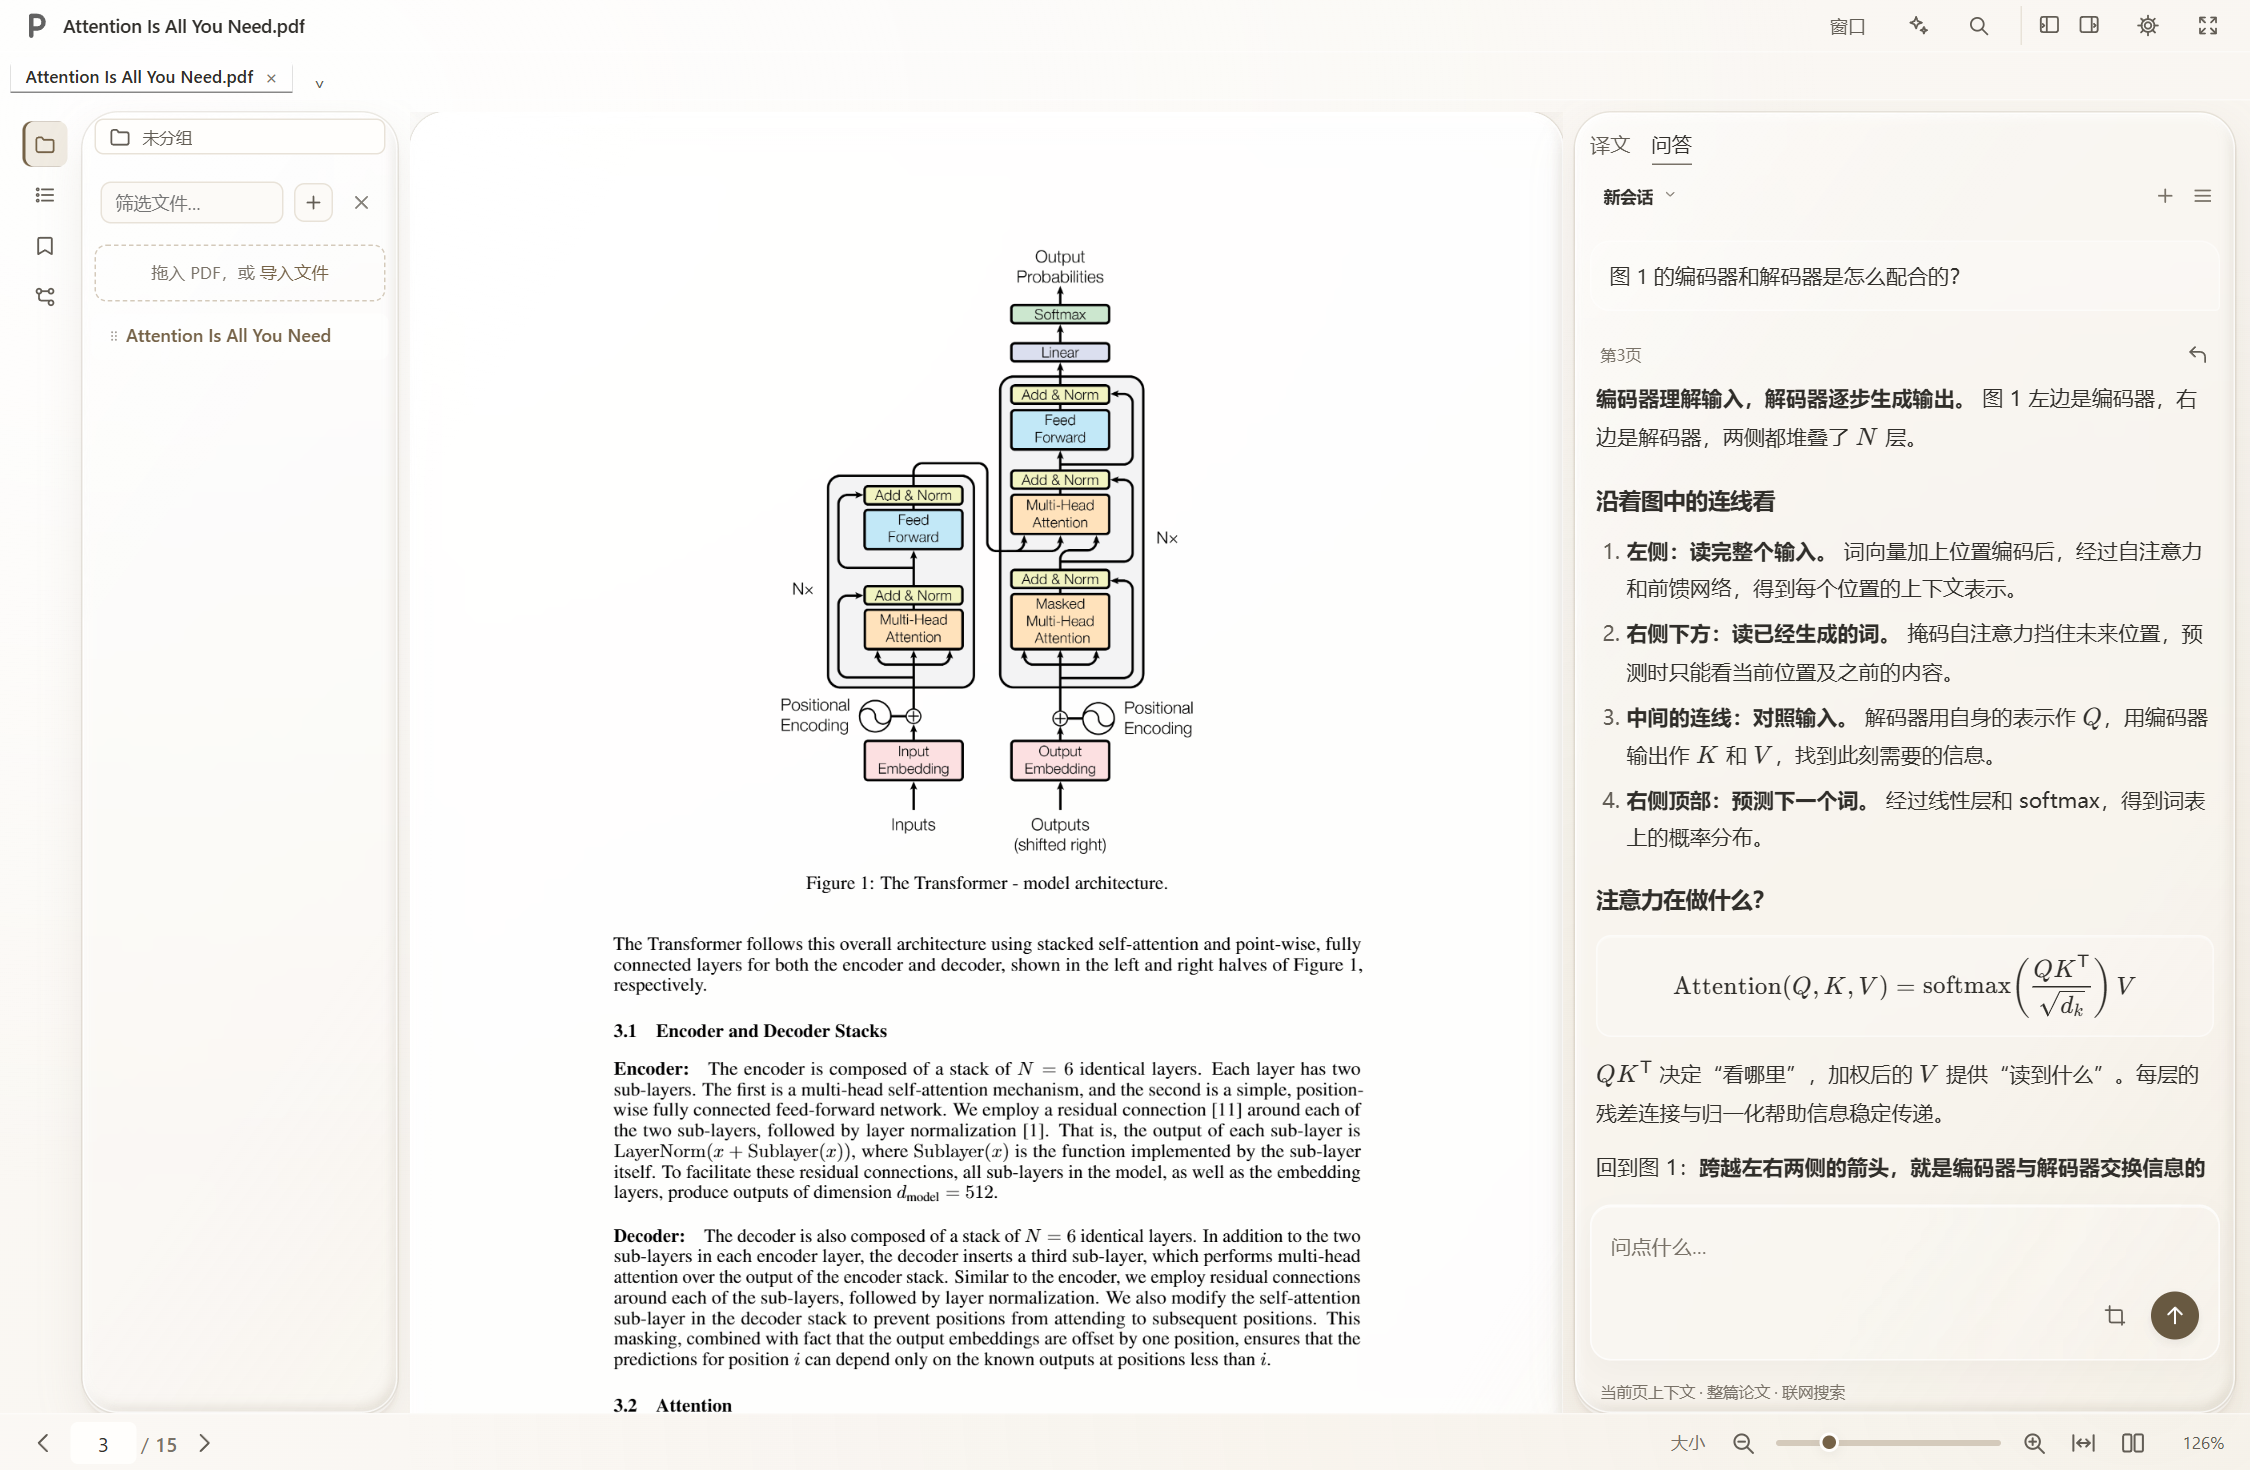 P Attention Is All You Need.pdf
窗口
Attention Is All You Need.pdf ×
未分组
筛选文件...
拖入 PDF，或 导入文件
Attention Is All You Need
Output
Probabilities
Softmax
Linear
Add & Norm
Feed
Forward
Add & Norm
Multi-Head
Attention
Nx
Add & Norm
Masked
Multi-Head
Attention
Add & Norm
Feed
Forward
Nx
Add & Norm
Multi-Head
Attention
Positional
Encoding
Positional
Encoding
Input
Embedding
Output
Embedding
Inputs
Outputs
(shifted right)
Figure 1: The Transformer - model architecture.
The Transformer follows this overall architecture using stacked self-attention and point-wise, fully
connected layers for both the encoder and decoder, shown in the left and right halves of Figure 1,
respectively.
3.1 Encoder and Decoder Stacks
Encoder: The encoder is composed of a stack of N = 6 identical layers. Each layer has two
sub-layers. The first is a multi-head self-attention mechanism, and the second is a simple, position-
wise fully connected feed-forward network. We employ a residual connection [11] around each of
the two sub-layers, followed by layer normalization [1]. That is, the output of each sub-layer is
LayerNorm(x + Sublayer(x)), where Sublayer(x) is the function implemented by the sub-layer
itself. To facilitate these residual connections, all sub-layers in the model, as well as the embedding
layers, produce outputs of dimension d_model = 512.
Decoder: The decoder is also composed of a stack of N = 6 identical layers. In addition to the two
sub-layers in each encoder layer, the decoder inserts a third sub-layer, which performs multi-head
attention over the output of the encoder stack. Similar to the encoder, we employ residual connections
around each of the sub-layers, followed by layer normalization. We also modify the self-attention
sub-layer in the decoder stack to prevent positions from attending to subsequent positions. This
masking, combined with fact that the output embeddings are offset by one position, ensures that the
predictions for position i can depend only on the known outputs at positions less than i.
3.2 Attention
译文 问答
新会话
图 1 的编码器和解码器是怎么配合的？
第3页
编码器理解输入，解码器逐步生成输出。 图 1 左边是编码器，右
边是解码器，两侧都堆叠了 N 层。
沿着图中的连线看
1. 左侧：读完整个输入。 词向量加上位置编码后，经过自注意力
和前馈网络，得到每个位置的上下文表示。
2. 右侧下方：读已经生成的词。 掩码自注意力挡住未来位置，预
测时只能看当前位置及之前的内容。
3. 中间的连线：对照输入。 解码器用自身的表示作 Q，用编码器
输出作 K 和 V，找到此刻需要的信息。
4. 右侧顶部：预测下一个词。 经过线性层和 softmax，得到词表
上的概率分布。
注意力在做什么？
Attention(Q, K, V) = softmax(QK⊤/√d_k) V
QK⊤ 决定“看哪里”，加权后的 V 提供“读到什么”。每层的
残差连接与归一化帮助信息稳定传递。
回到图 1：跨越左右两侧的箭头，就是编码器与解码器交换信息的
问点什么...
当前页上下文 · 整篇论文 · 联网搜索
3 / 15
大小
126%